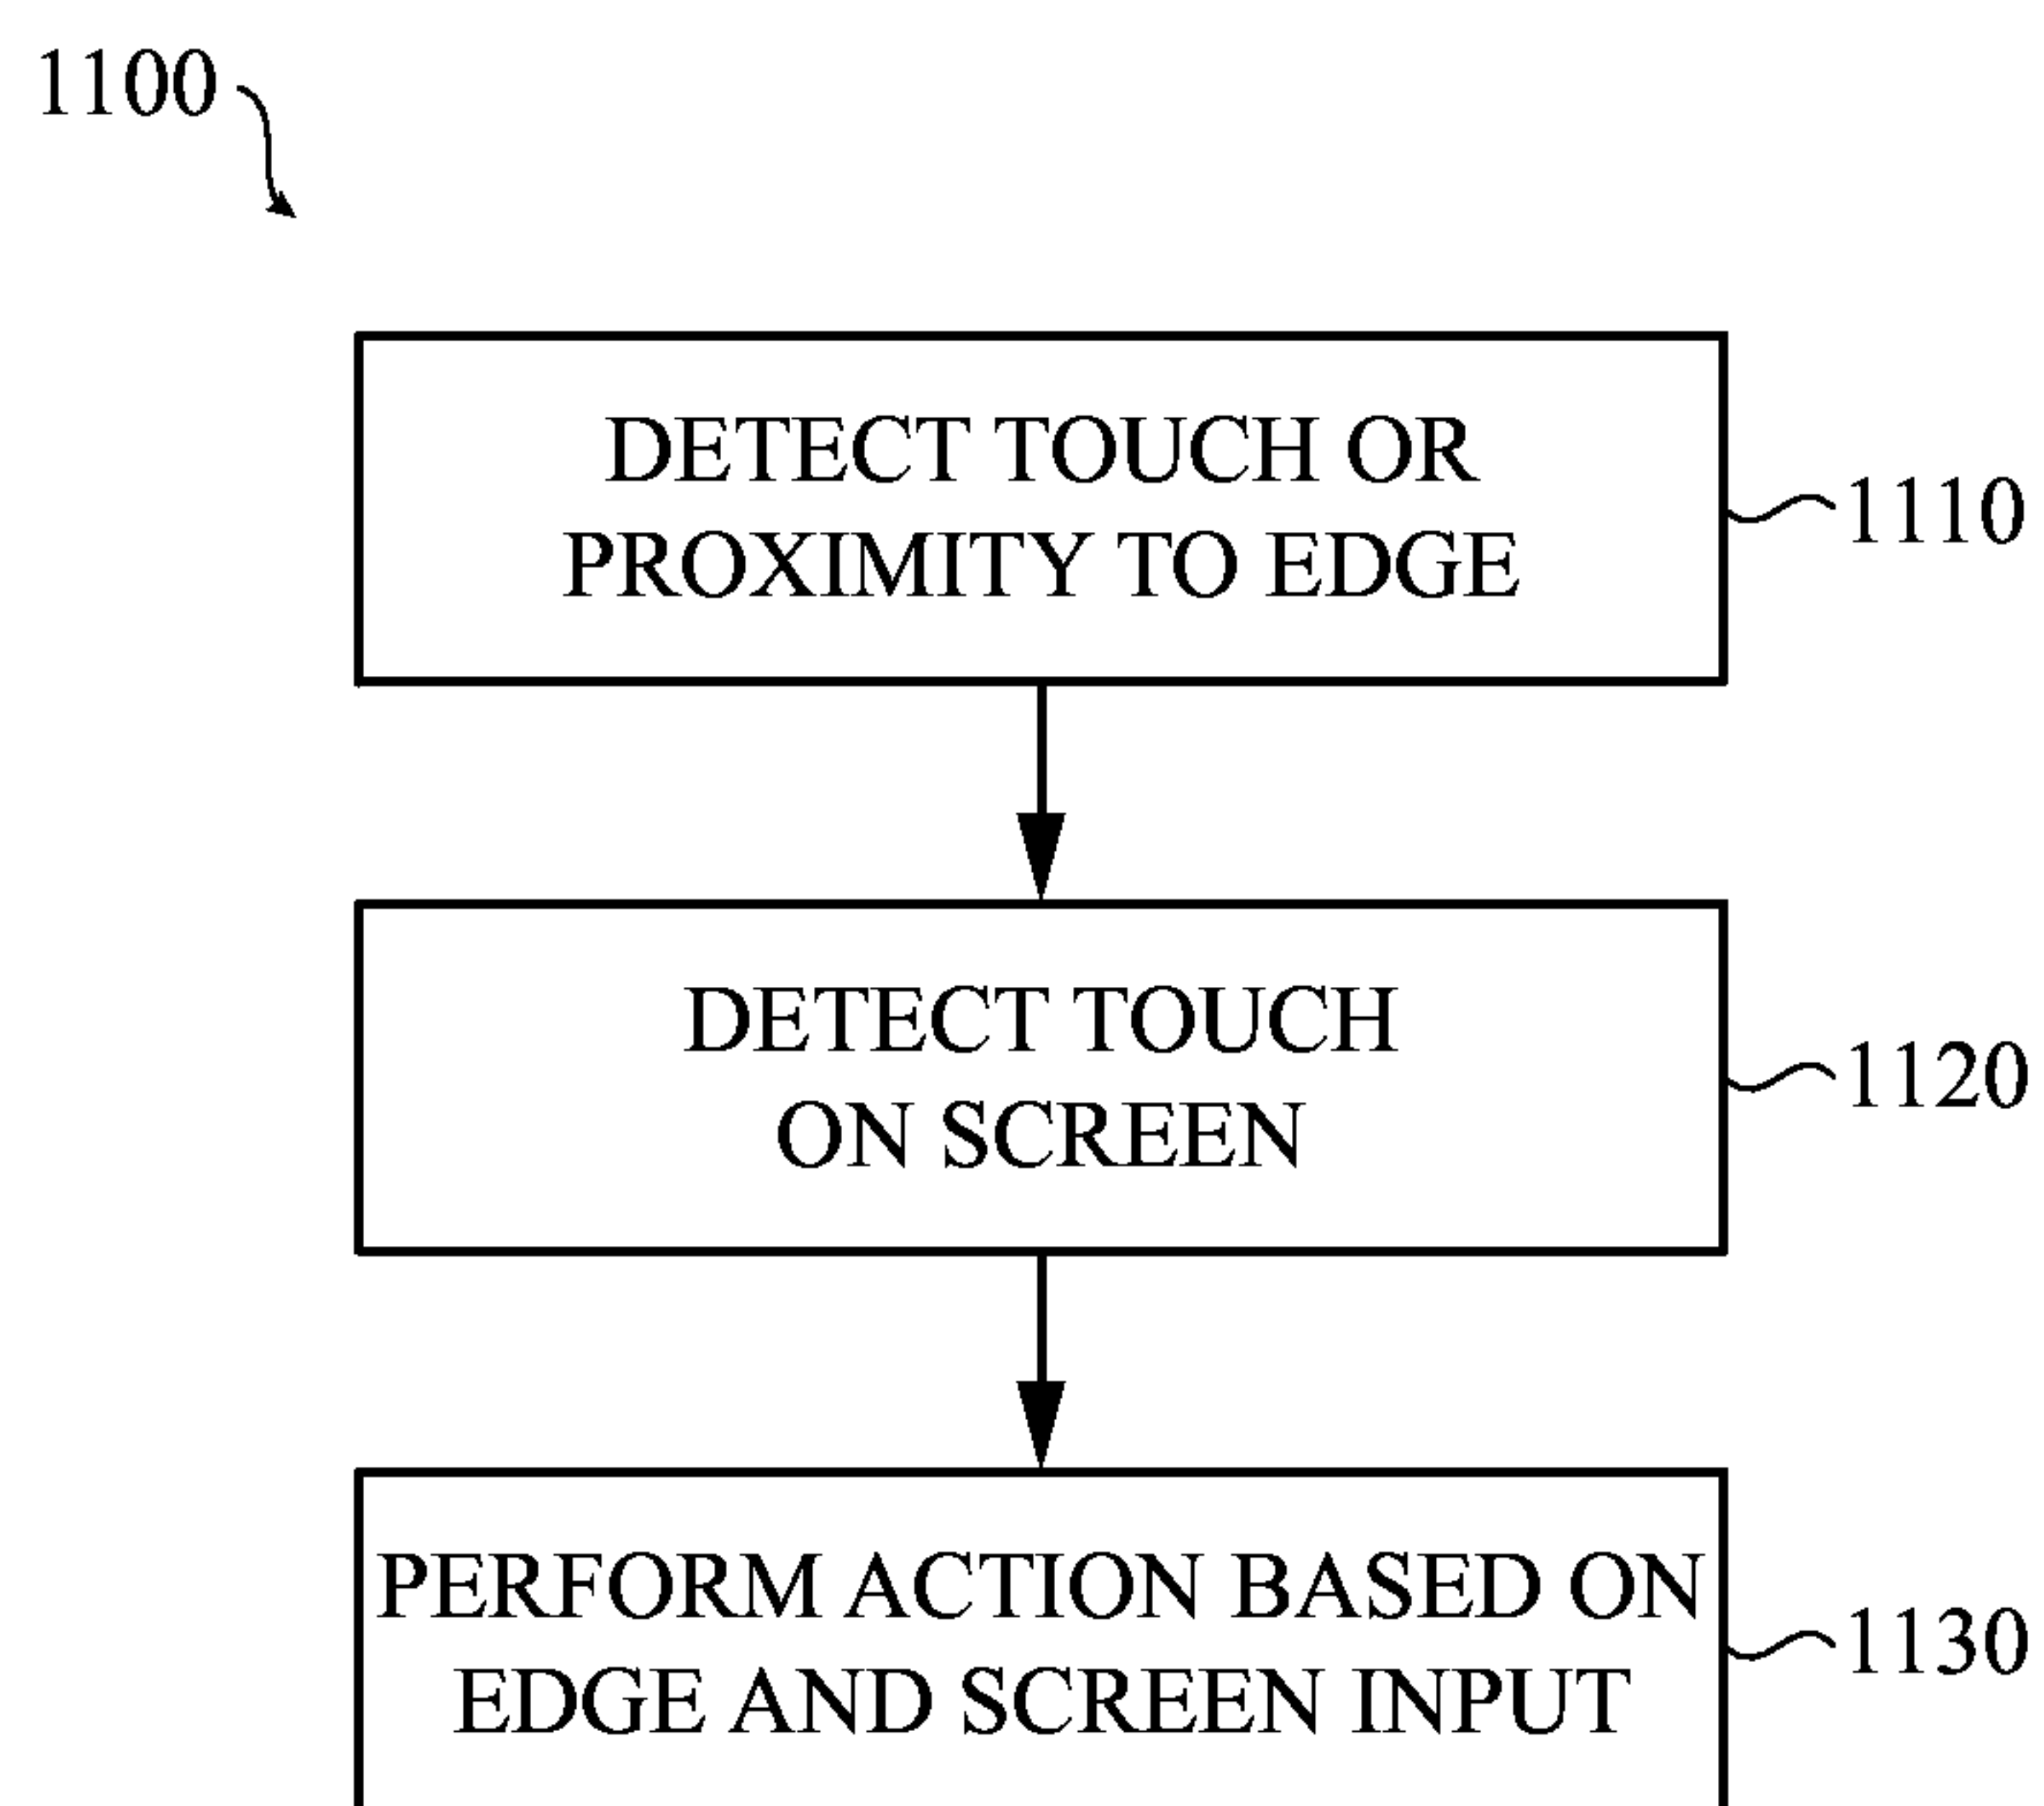 1100
DETECT TOUCH OR
PROXIMITY TO EDGE
1110
DETECT TOUCH
ON SCREEN
1120
PERFORM ACTION BASED ON
EDGE AND SCREEN INPUT
1130